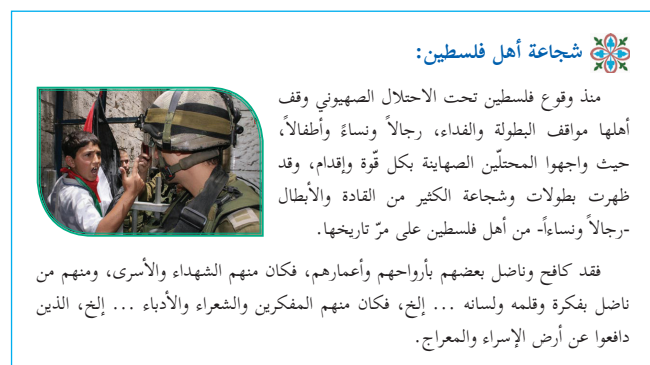 شجاعة أهل فلسطين:
منذ وقوع فلسطين تحت الاحتلال الصهيوني وقف
أهلها مواقف البطولة والفداء، رجالاً ونساءً وأطفالاً،
حيث واجهوا المحتلّين الصهاينة بكل قوّة وإقدام، وقد
ظهرت بطولات وشجاعة الكثير من القادة والأبطال
-رجالاً ونساءاً- من أهل فلسطين على مرّ تاريخها.
فقد كافح وناضل بعضهم بأرواحهم وأعمارهم، فكان منهم الشهداء والأسرى، ومنهم من
ناضل بفكرة وقلمه ولسانه ... إلخ، فكان منهم المفكرين والشعراء والأدباء ... إلخ، الذين
دافعوا عن أرض الإسراء والمعراج.